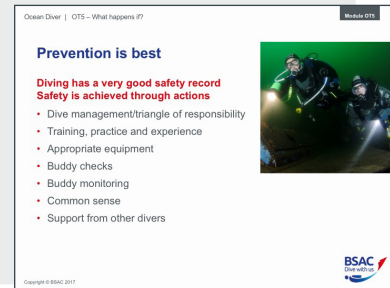 Ocean Diver | OT5 – What happens if?
Module OT5
Prevention is best
Diving has a very good safety record
Safety is achieved through actions
• Dive management/triangle of responsibility
• Training, practice and experience
• Appropriate equipment
• Buddy checks
• Buddy monitoring
• Common sense
• Support from other divers
BSAC
Dive with us
Copyright © BSAC 2017